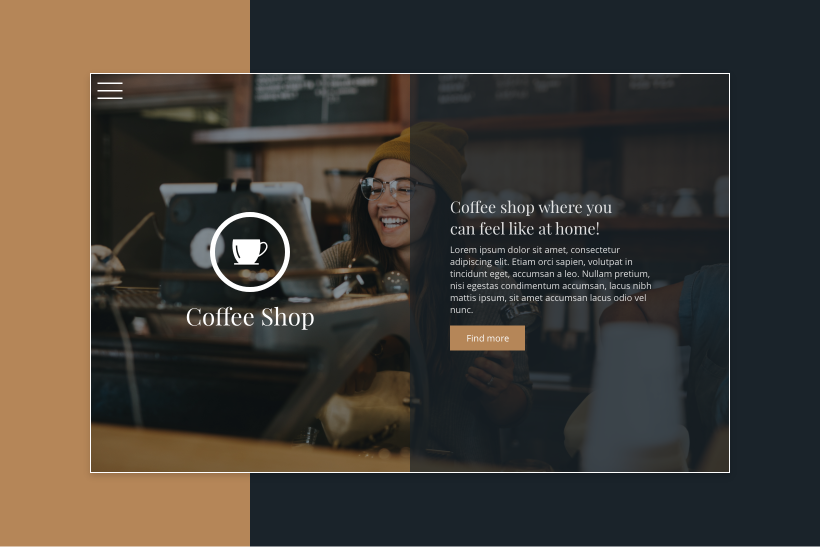 Coffee Shop
Coffee shop where you
can feel like at home!
Lorem ipsum dolor sit amet, consectetur
adipiscing elit. Etiam orci sapien, volutpat in
tincidunt eget, accumsan a leo. Nullam pretium,
nisi egestas condimentum accumsan, lacus nibh
mattis ipsum, sit amet accumsan lacus odio vel
nunc.
Find more